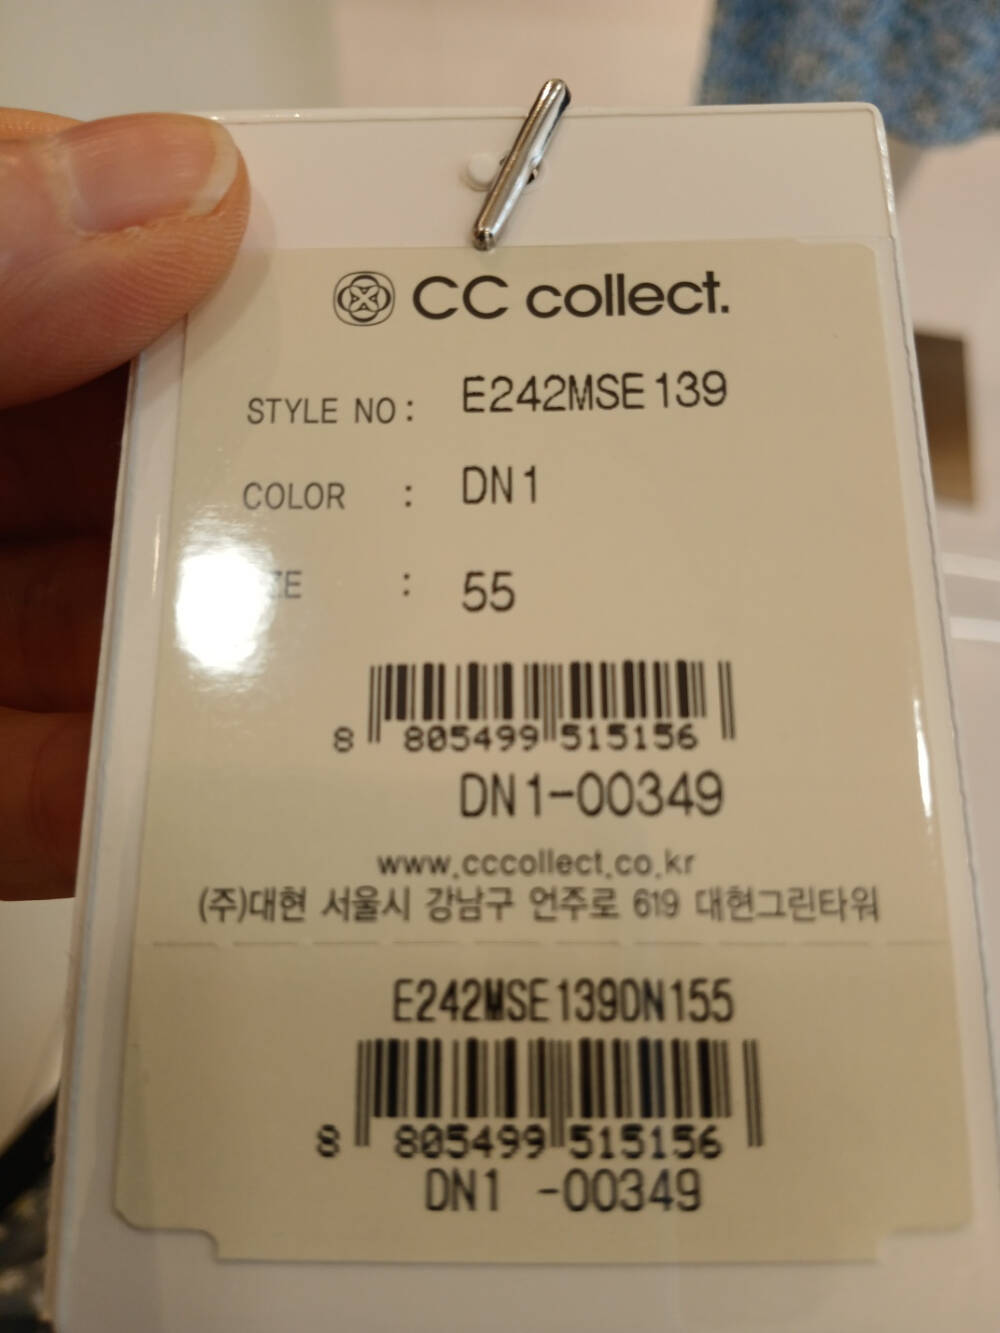 CC collect.
STYLE NO: E242MSE139
COLOR : DN1
: 55
8 805499 515156
DN1-00349
www.cccollect.co.kr
(주)대현 서울시 강남구 언주로 619 대현그린타워
E242MSE139DN155
8 805499 515156
DN1 -00349